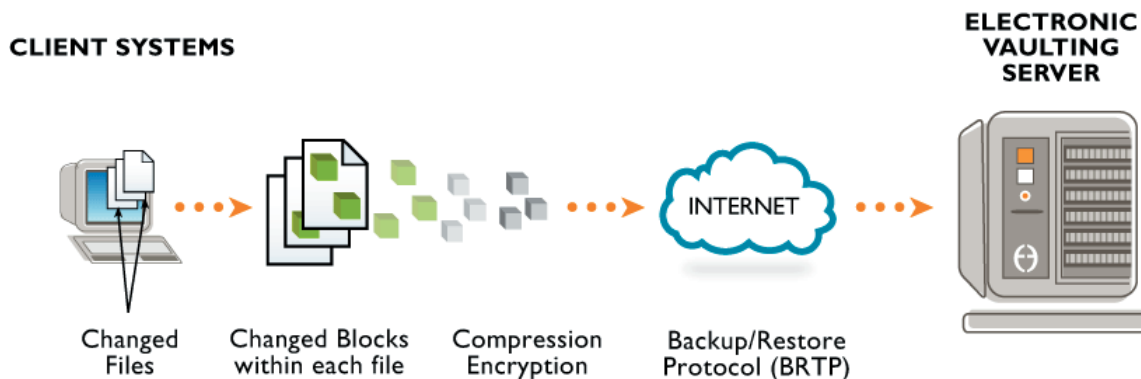 CLIENT SYSTEMS
ELECTRONIC
VAULTING
SERVER
INTERNET
Changed
Files
Changed Blocks
within each file
Compression
Encryption
Backup/Restore
Protocol (BRTP)